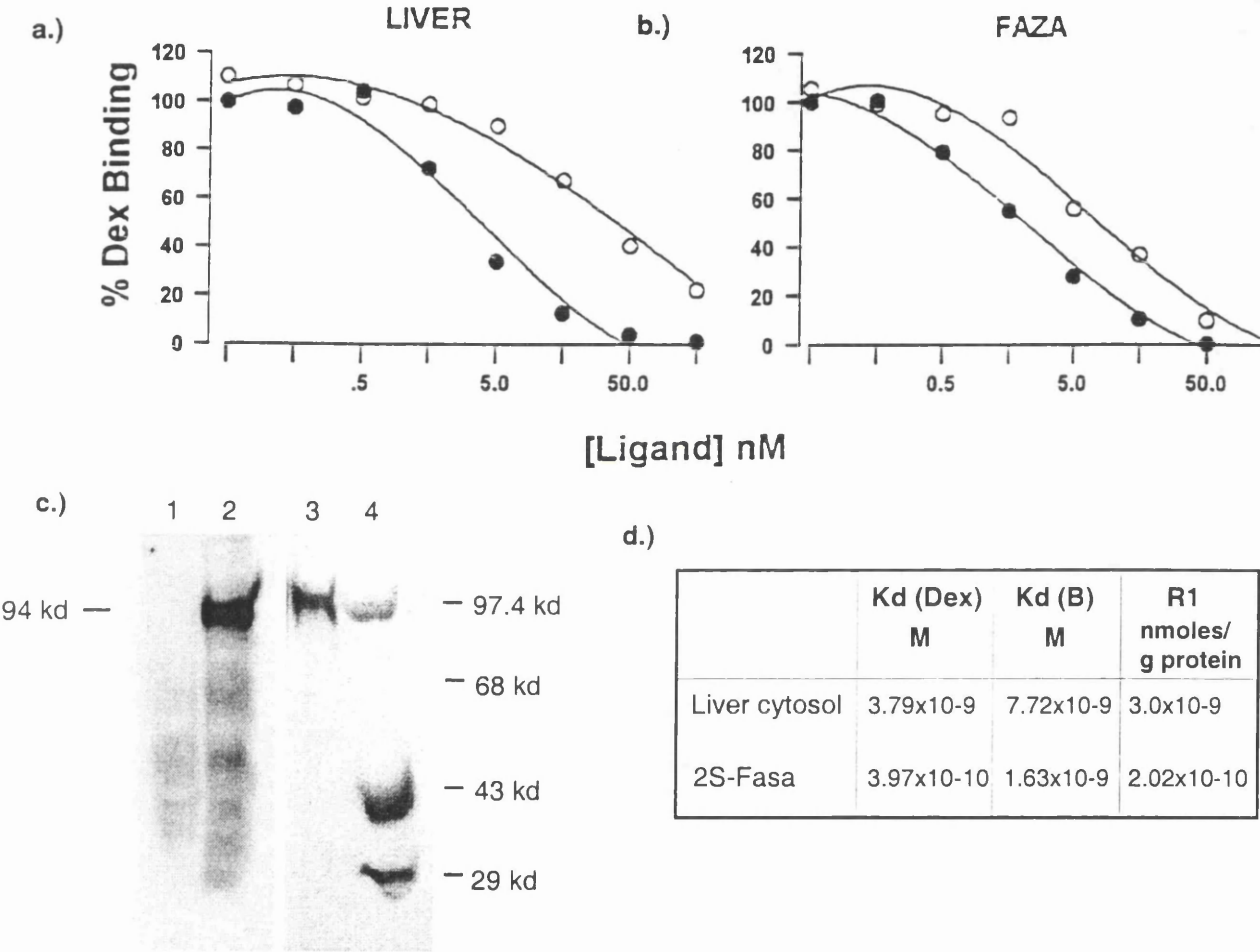 a.)
LIVER
% Dex Binding
120
100
80
60
40
20
0
.5 5.0 50.0
b.)
FAZA
120
100
80
60
40
20
0
0.5 5.0 50.0
[Ligand] nM
c.)
1 2 3 4
94 kd
97.4 kd
68 kd
43 kd
29 kd
d.)
Kd (Dex) Kd (B) R1
M M nmoles/
g protein
Liver cytosol 3.79x10-9 7.72x10-9 3.0x10-9
2S-Fasa 3.97x10-10 1.63x10-9 2.02x10-10